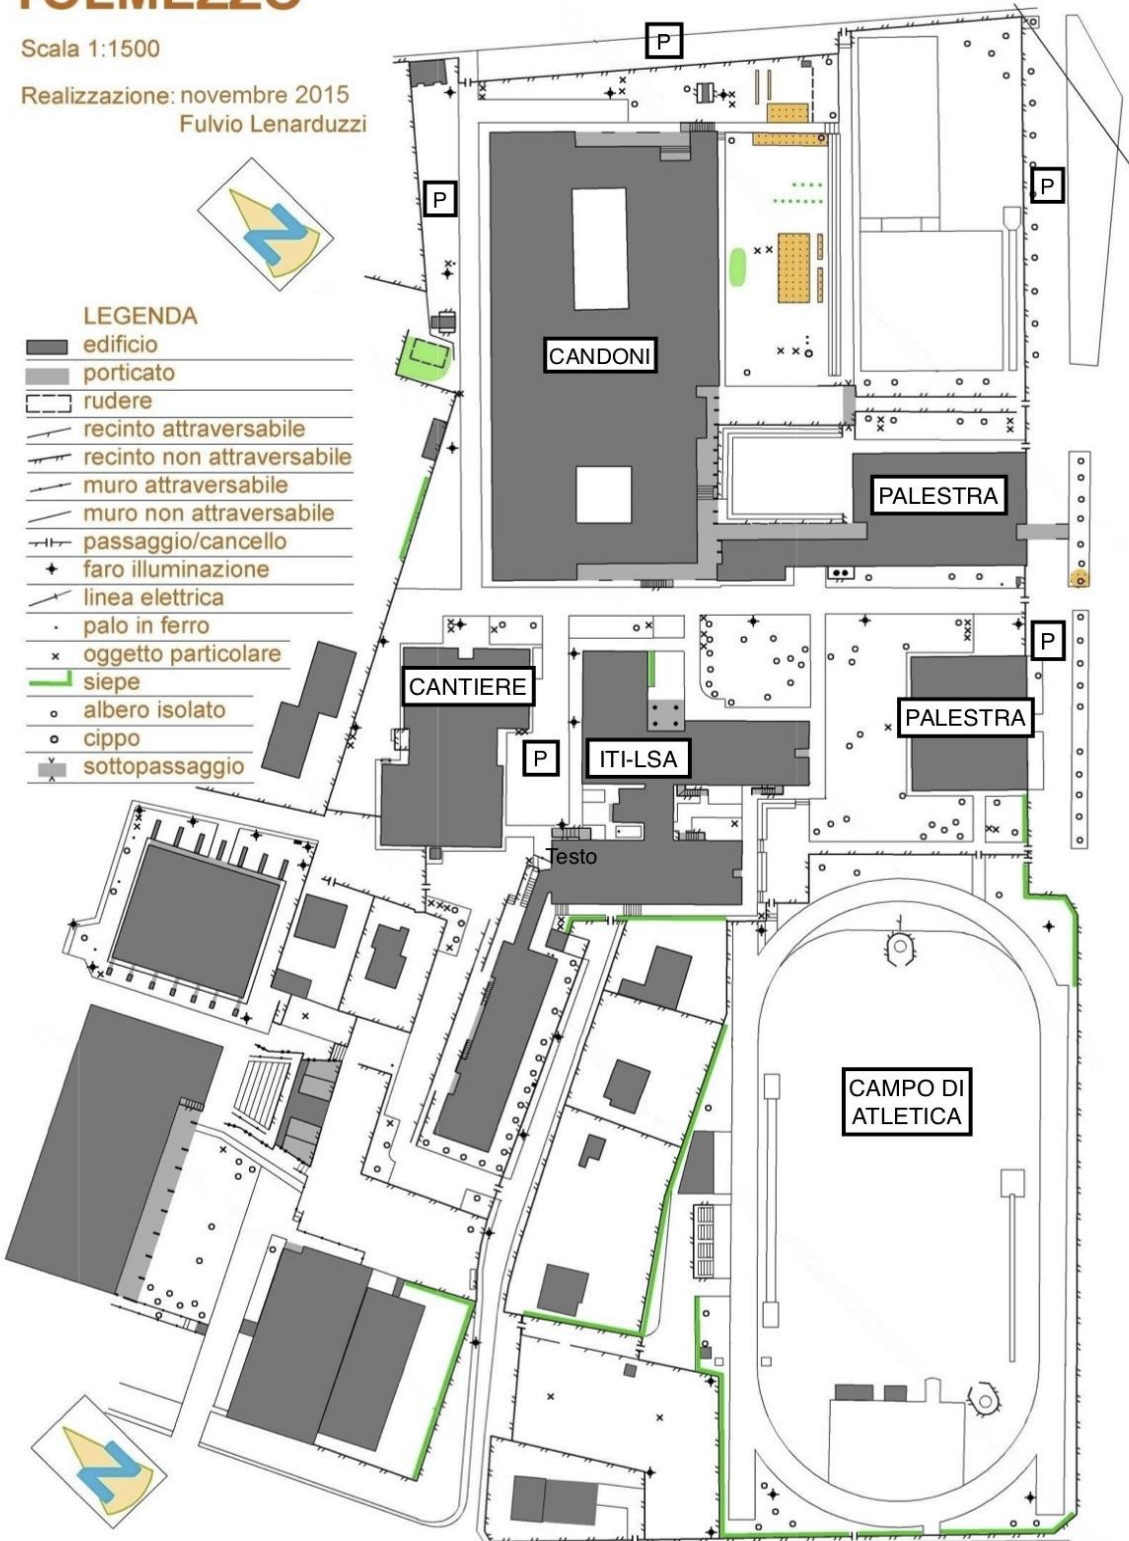 TOLMEZZO
Scala 1:1500
Realizzazione: novembre 2015
Fulvio Lenarduzzi
N
LEGENDA
edificio
porticato
rudere
recinto attraversabile
recinto non attraversabile
muro attraversabile
muro non attraversabile
passaggio/cancello
faro illuminazione
linea elettrica
palo in ferro
oggetto particolare
siepe
albero isolato
cippo
sottopassaggio
P
P
P
CANDONI
PALESTRA
P
CANTIERE
PALESTRA
P
ITI-LSA
Testo
CAMPO DI
ATLETICA
N